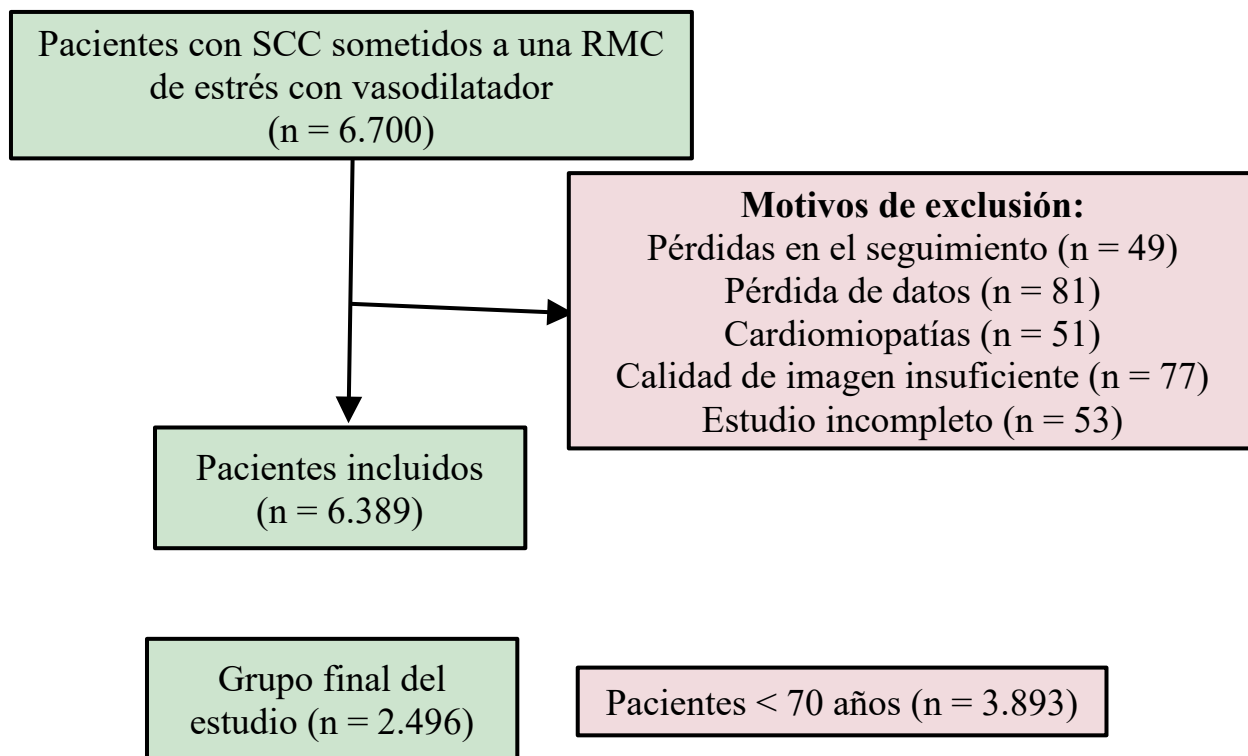 Pacientes con SCC sometidos a una RMC
de estrés con vasodilatador
(n = 6.700)
Motivos de exclusión:
Pérdidas en el seguimiento (n = 49)
Pérdida de datos (n = 81)
Cardiomiopatías (n = 51)
Calidad de imagen insuficiente (n = 77)
Estudio incompleto (n = 53)
Pacientes incluidos
(n = 6.389)
Grupo final del
estudio (n = 2.496)
Pacientes < 70 años (n = 3.893)